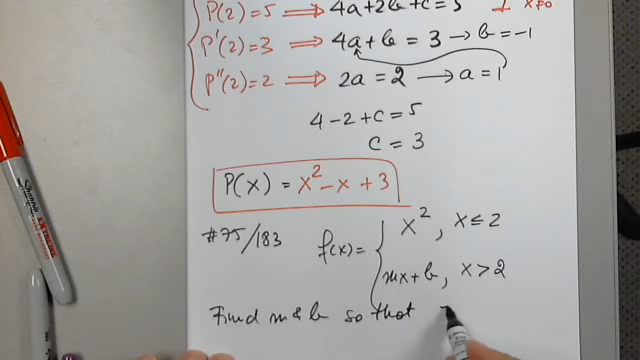 P(2) = 5 ⟹ 4a + 2b + c = 5
P'(2) = 3 ⟹ 4a + b = 3 → b = -1
P''(2) = 2 ⟹ 2a = 2 → a = 1
4 - 2 + c = 5
c = 3
P(x) = x² - x + 3
#75/183 f(x) = { x², x ≤ 2
mx + b, x > 2
Find m & b so that